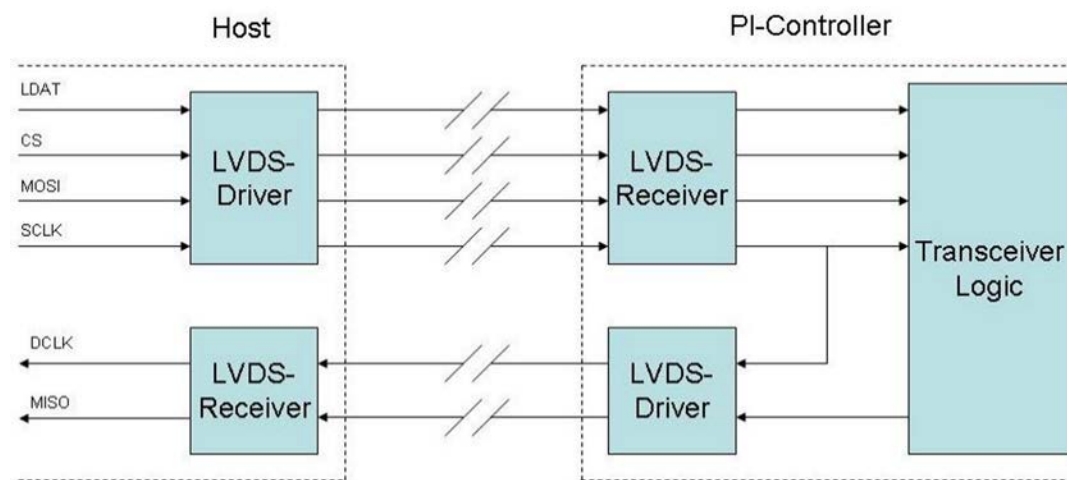 Host
PI-Controller
LDAT
CS
MOSI
SCLK
LVDS-
Driver
LVDS-
Receiver
Transceiver
Logic
DCLK
MISO
LVDS-
Receiver
LVDS-
Driver